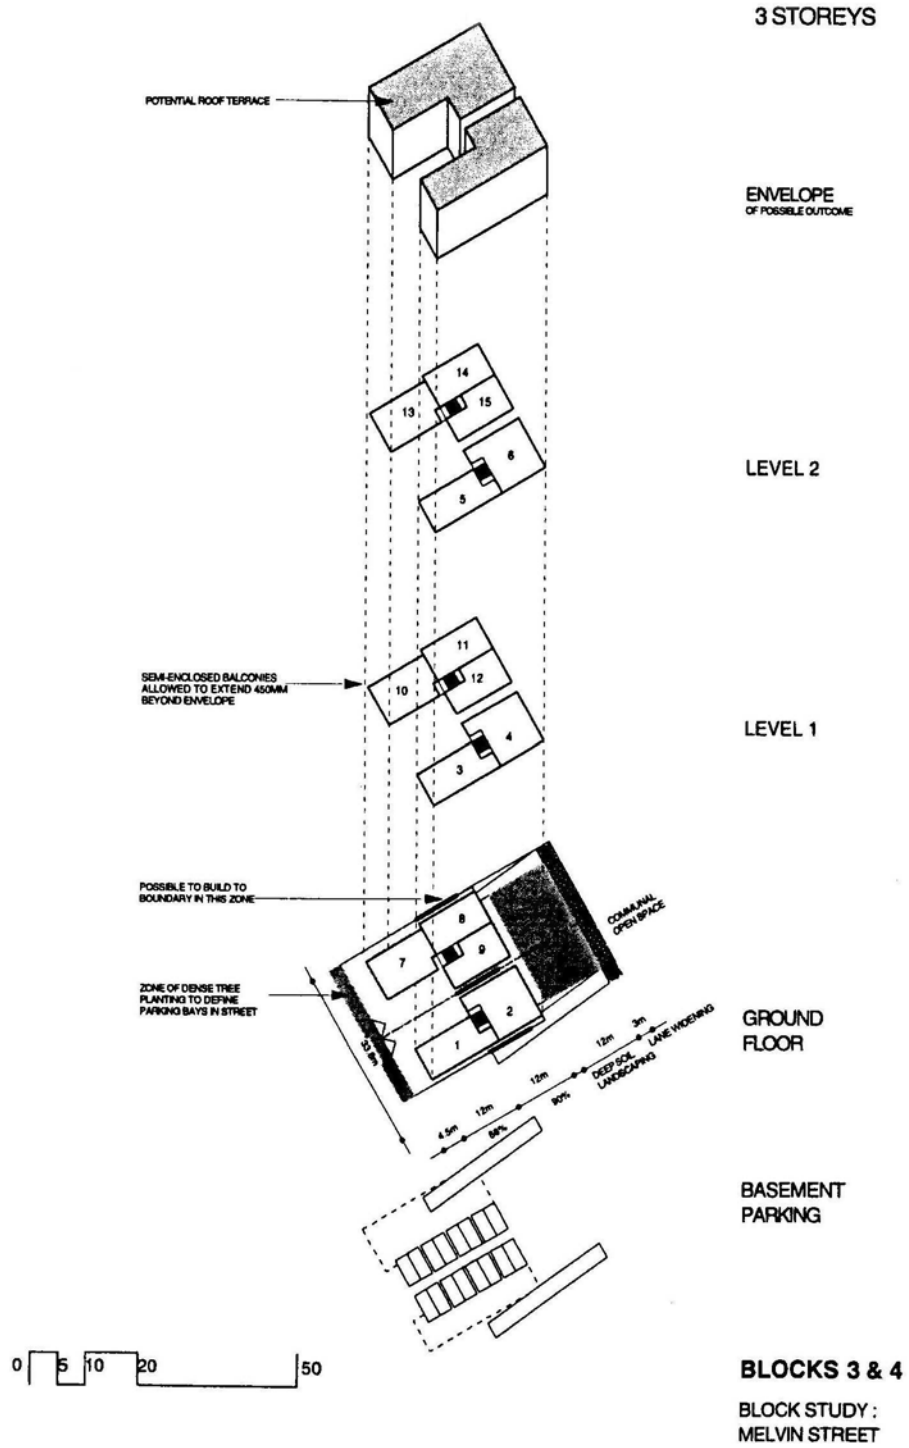 3 STOREYS
POTENTIAL ROOF TERRACE
ENVELOPE
OF POSSIBLE OUTCOME
14
13
15
6
5
LEVEL 2
11
12
10
4
3
SEMI-ENCLOSED BALCONIES
ALLOWED TO EXTEND 450MM
BEYOND ENVELOPE
LEVEL 1
POSSIBLE TO BUILD TO
BOUNDARY IN THIS ZONE
8
9
7
2
1
COMMUNAL
OPEN SPACE
ZONE OF DENSE TREE
PLANTING TO DEFINE
PARKING BAYS IN STREET
GROUND
FLOOR
4.5m
12m
12m
12m
3m
90%
DEEP SOIL
LANDSCAPING
LANE WIDENING
BASEMENT
PARKING
0 5 10 20 50
BLOCKS 3 & 4
BLOCK STUDY :
MELVIN STREET